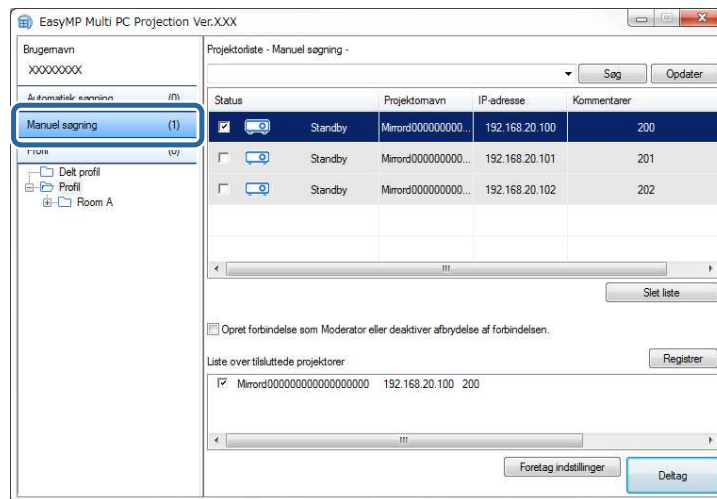 EasyMP Multi PC Projection Ver.X.XX
Brugernavn
XXXXXXXX
Automatisk søgning (0)
Manuel søgning (1)
Profil (0)
Delt profil
Profil
Room A
Projektorliste - Manuel søgning -
Søg Opdater
Status Projektornavn IP-adresse Kommentarer
Standby Mirrord000000000... 192.168.20.100 200
Standby Mirrord000000000... 192.168.20.101 201
Standby Mirrord000000000... 192.168.20.102 202
Slet liste
Opret forbindelse som Moderator eller deaktiver afbrydelse af forbindelsen.
Liste over tilsluttede projektorer Registrer
Mirrord000000000000000000 192.168.20.100 200
Foretag indstillinger Deltag